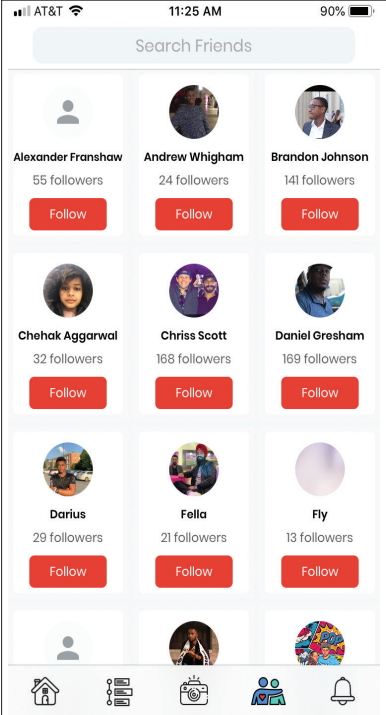 AT&T 11:25 AM 90%
Search Friends
Alexander Franshaw Andrew Whigham Brandon Johnson
55 followers 24 followers 141 followers
Follow Follow Follow
Chehak Aggarwal Chriss Scott Daniel Gresham
32 followers 168 followers 169 followers
Follow Follow Follow
Darius Fella Fly
29 followers 21 followers 13 followers
Follow Follow Follow
POP